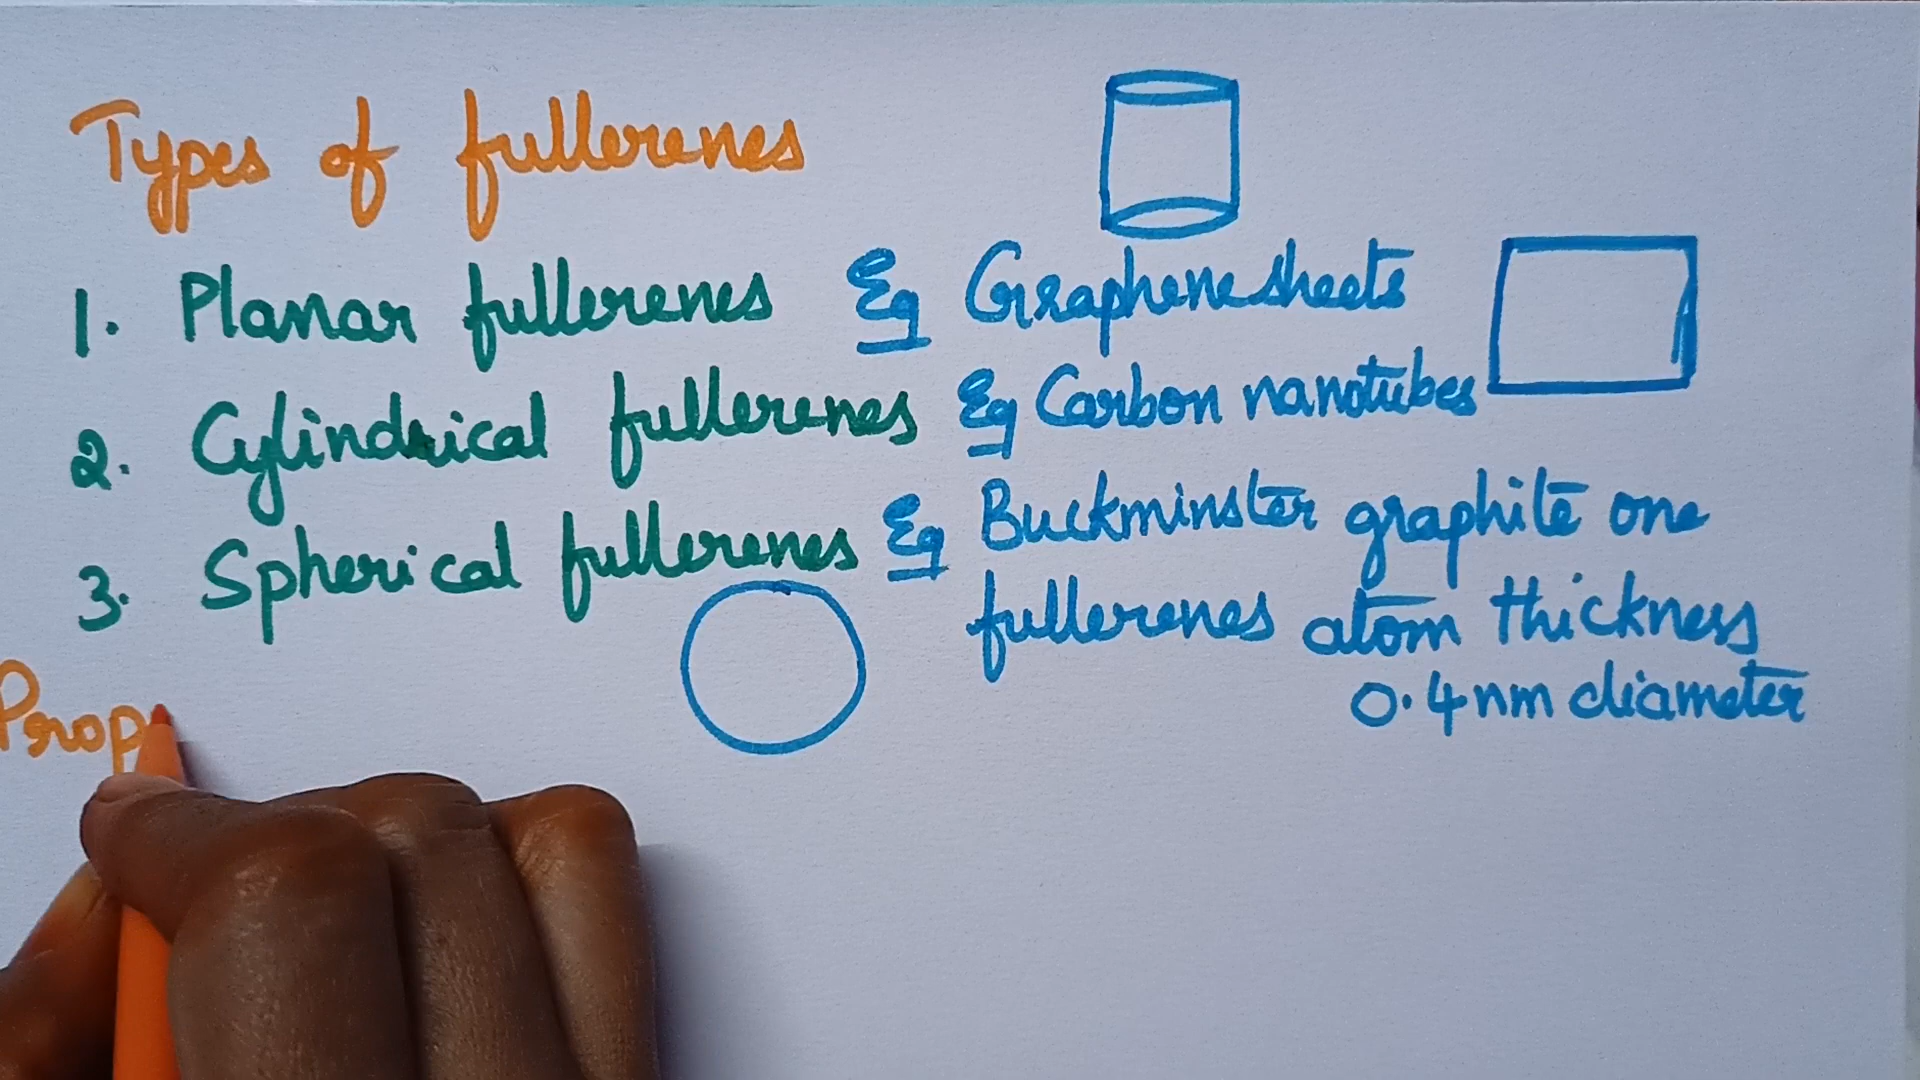 Types of fullerenes
1. Planar fullerenes Eg Graphene sheets
2. Cylindrical fullerenes Eg Carbon nanotubes
3. Spherical fullerenes Eg Buckminster graphite one
fullerenes atom thickness
0.4nm diameter
Prop